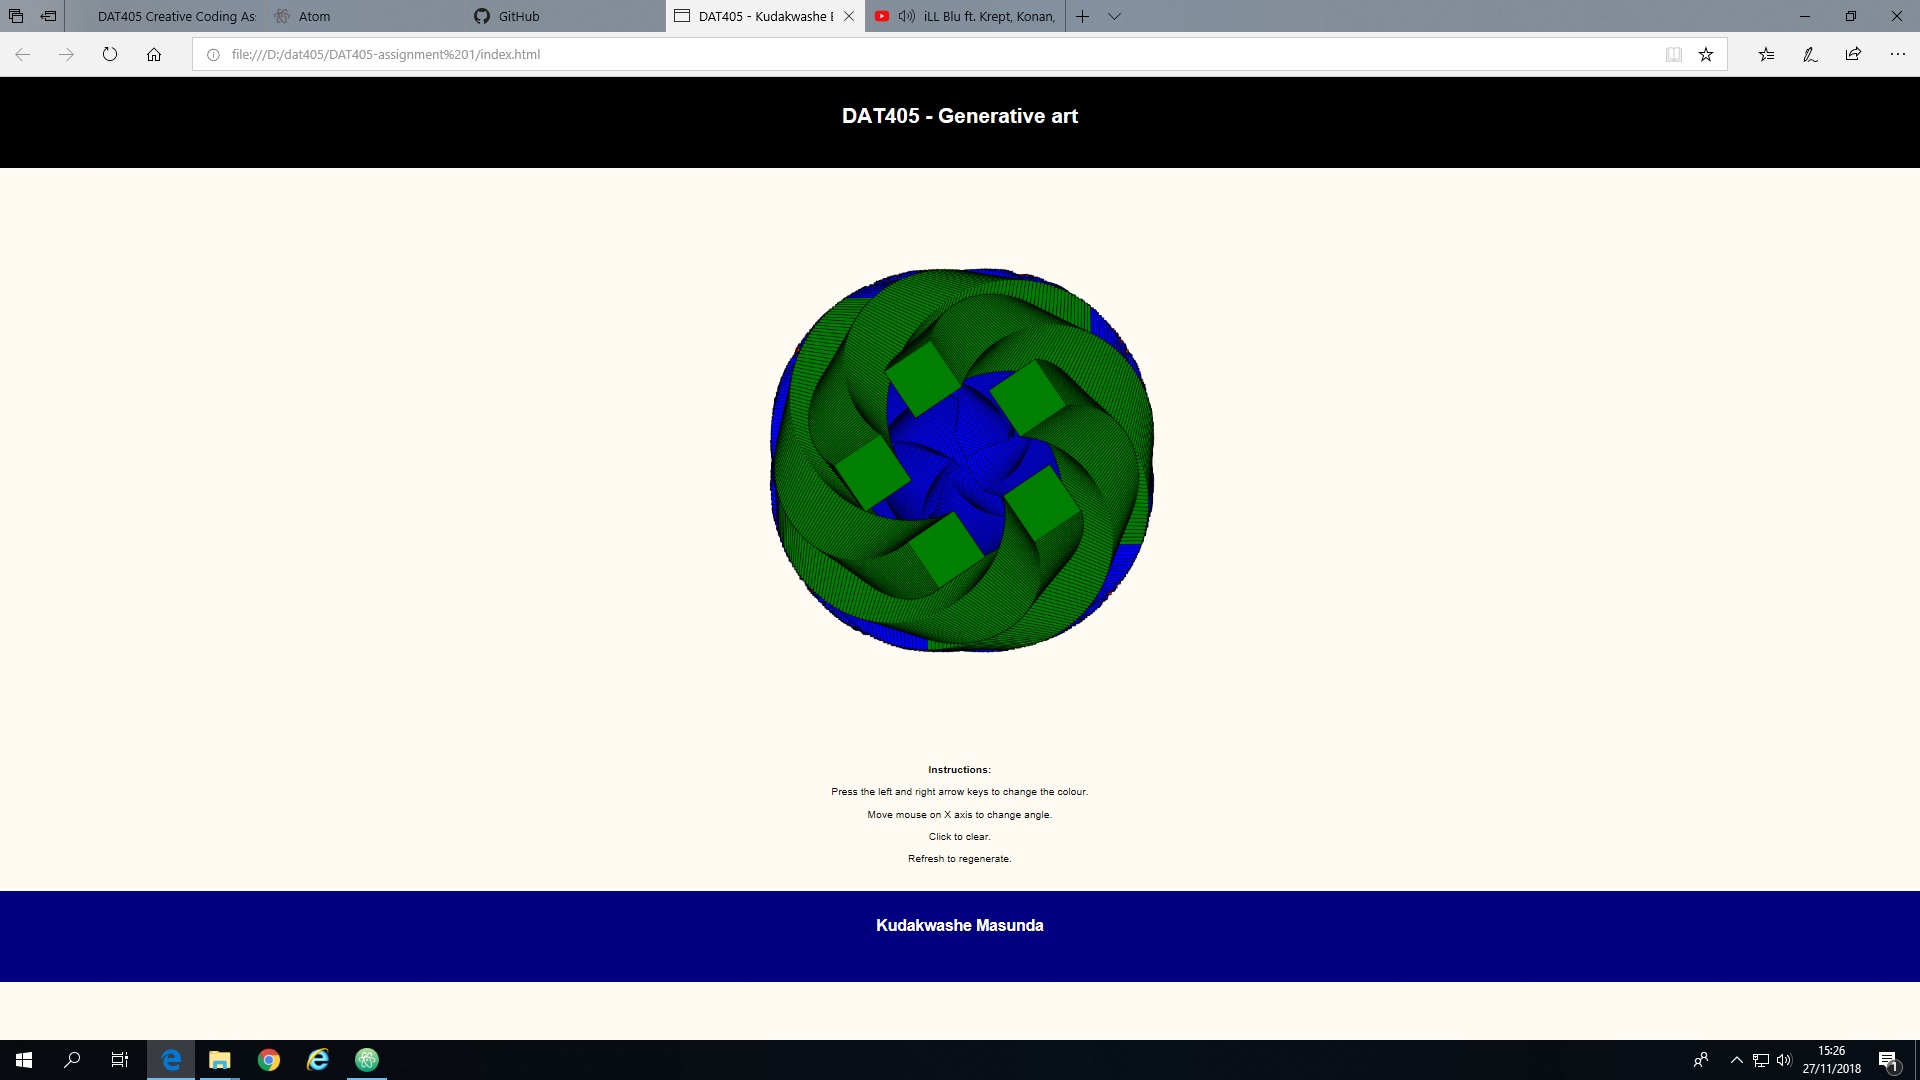 DAT405 Creative Coding As
Atom
GitHub
DAT405 - Kudakwashe
iLL Blu ft. Krept, Konan,
file:///D:/dat405/DAT405-assignment%201/index.html
DAT405 - Generative art
Instructions:
Press the left and right arrow keys to change the colour.
Move mouse on X axis to change angle.
Click to clear.
Refresh to regenerate.
Kudakwashe Masunda
15:26
27/11/2018
1